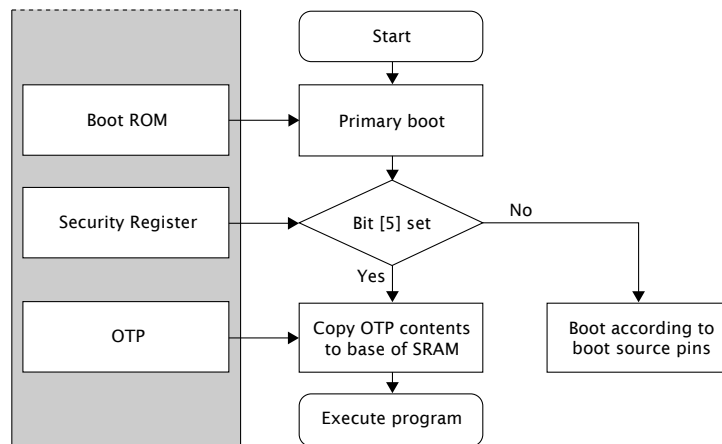 Start
Boot ROM
Primary boot
Security Register
Bit [5] set
No
Yes
OTP
Copy OTP contents
to base of SRAM
Boot according to
boot source pins
Execute program